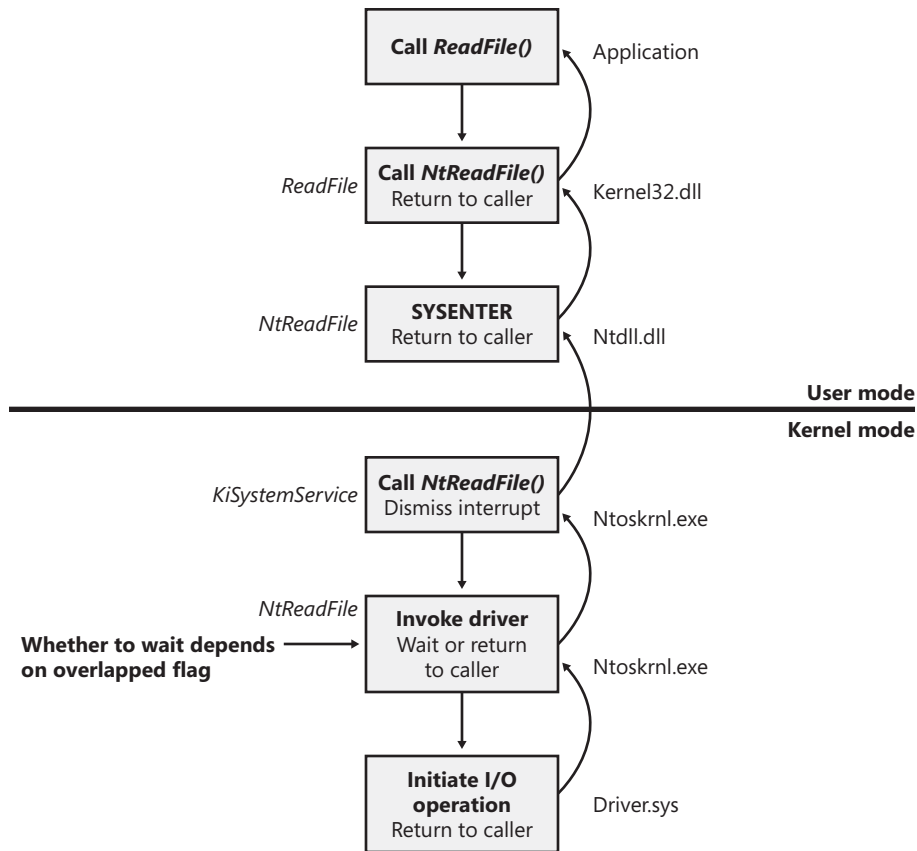 Call ReadFile()
Application
ReadFile
Call NtReadFile()
Return to caller
Kernel32.dll
NtReadFile
SYSENTER
Return to caller
Ntdll.dll
User mode
Kernel mode
KiSystemService
Call NtReadFile()
Dismiss interrupt
Ntoskrnl.exe
NtReadFile
Whether to wait depends
on overlapped flag
Invoke driver
Wait or return
to caller
Ntoskrnl.exe
Initiate I/O
operation
Return to caller
Driver.sys